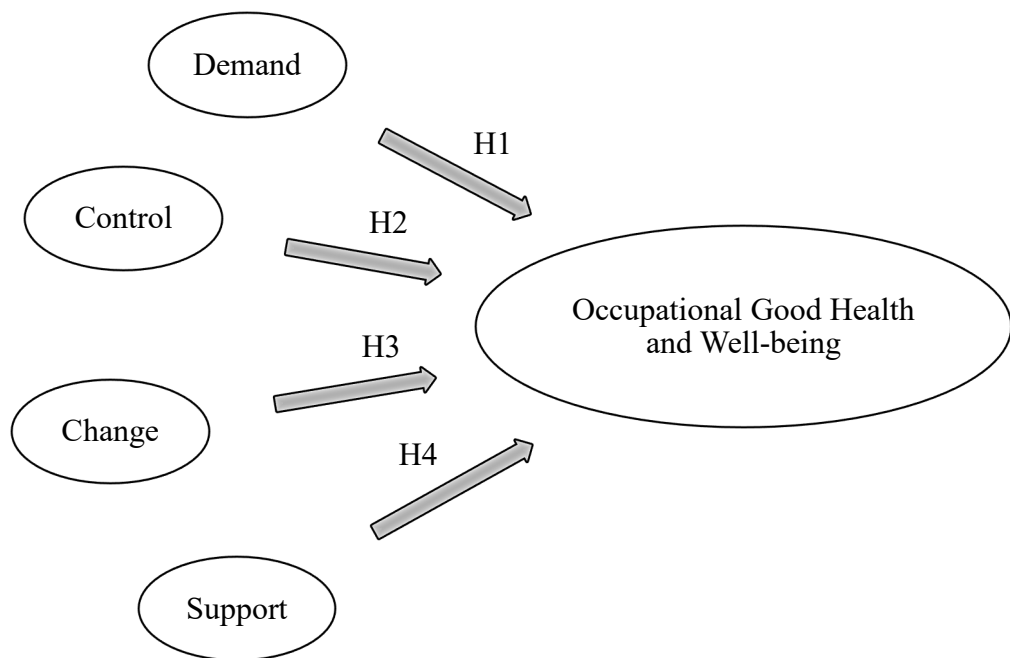 Demand
H1
Control
H2
Occupational Good Health
and Well-being
H3
Change
H4
Support